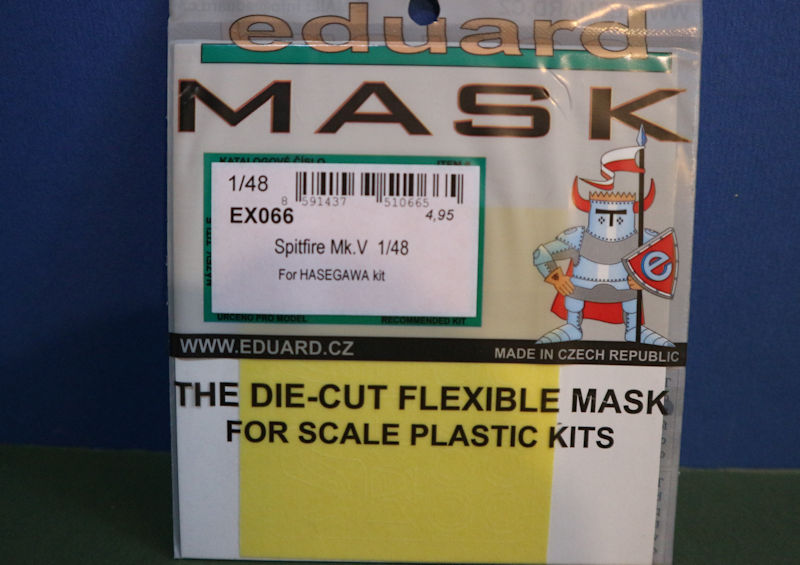 eduard
MASK
KATALOGOVÉ ČÍSLO
1/48
8 591437 510665
EX066
4,95
Spitfire Mk.V 1/48
For HASEGAWA kit
NÁZEV TITLE
URČENO PRO MODEL
RECOMMENDED KIT
e
WWW.EDUARD.CZ
MADE IN CZECH REPUBLIC
THE DIE-CUT FLEXIBLE MASK
FOR SCALE PLASTIC KITS